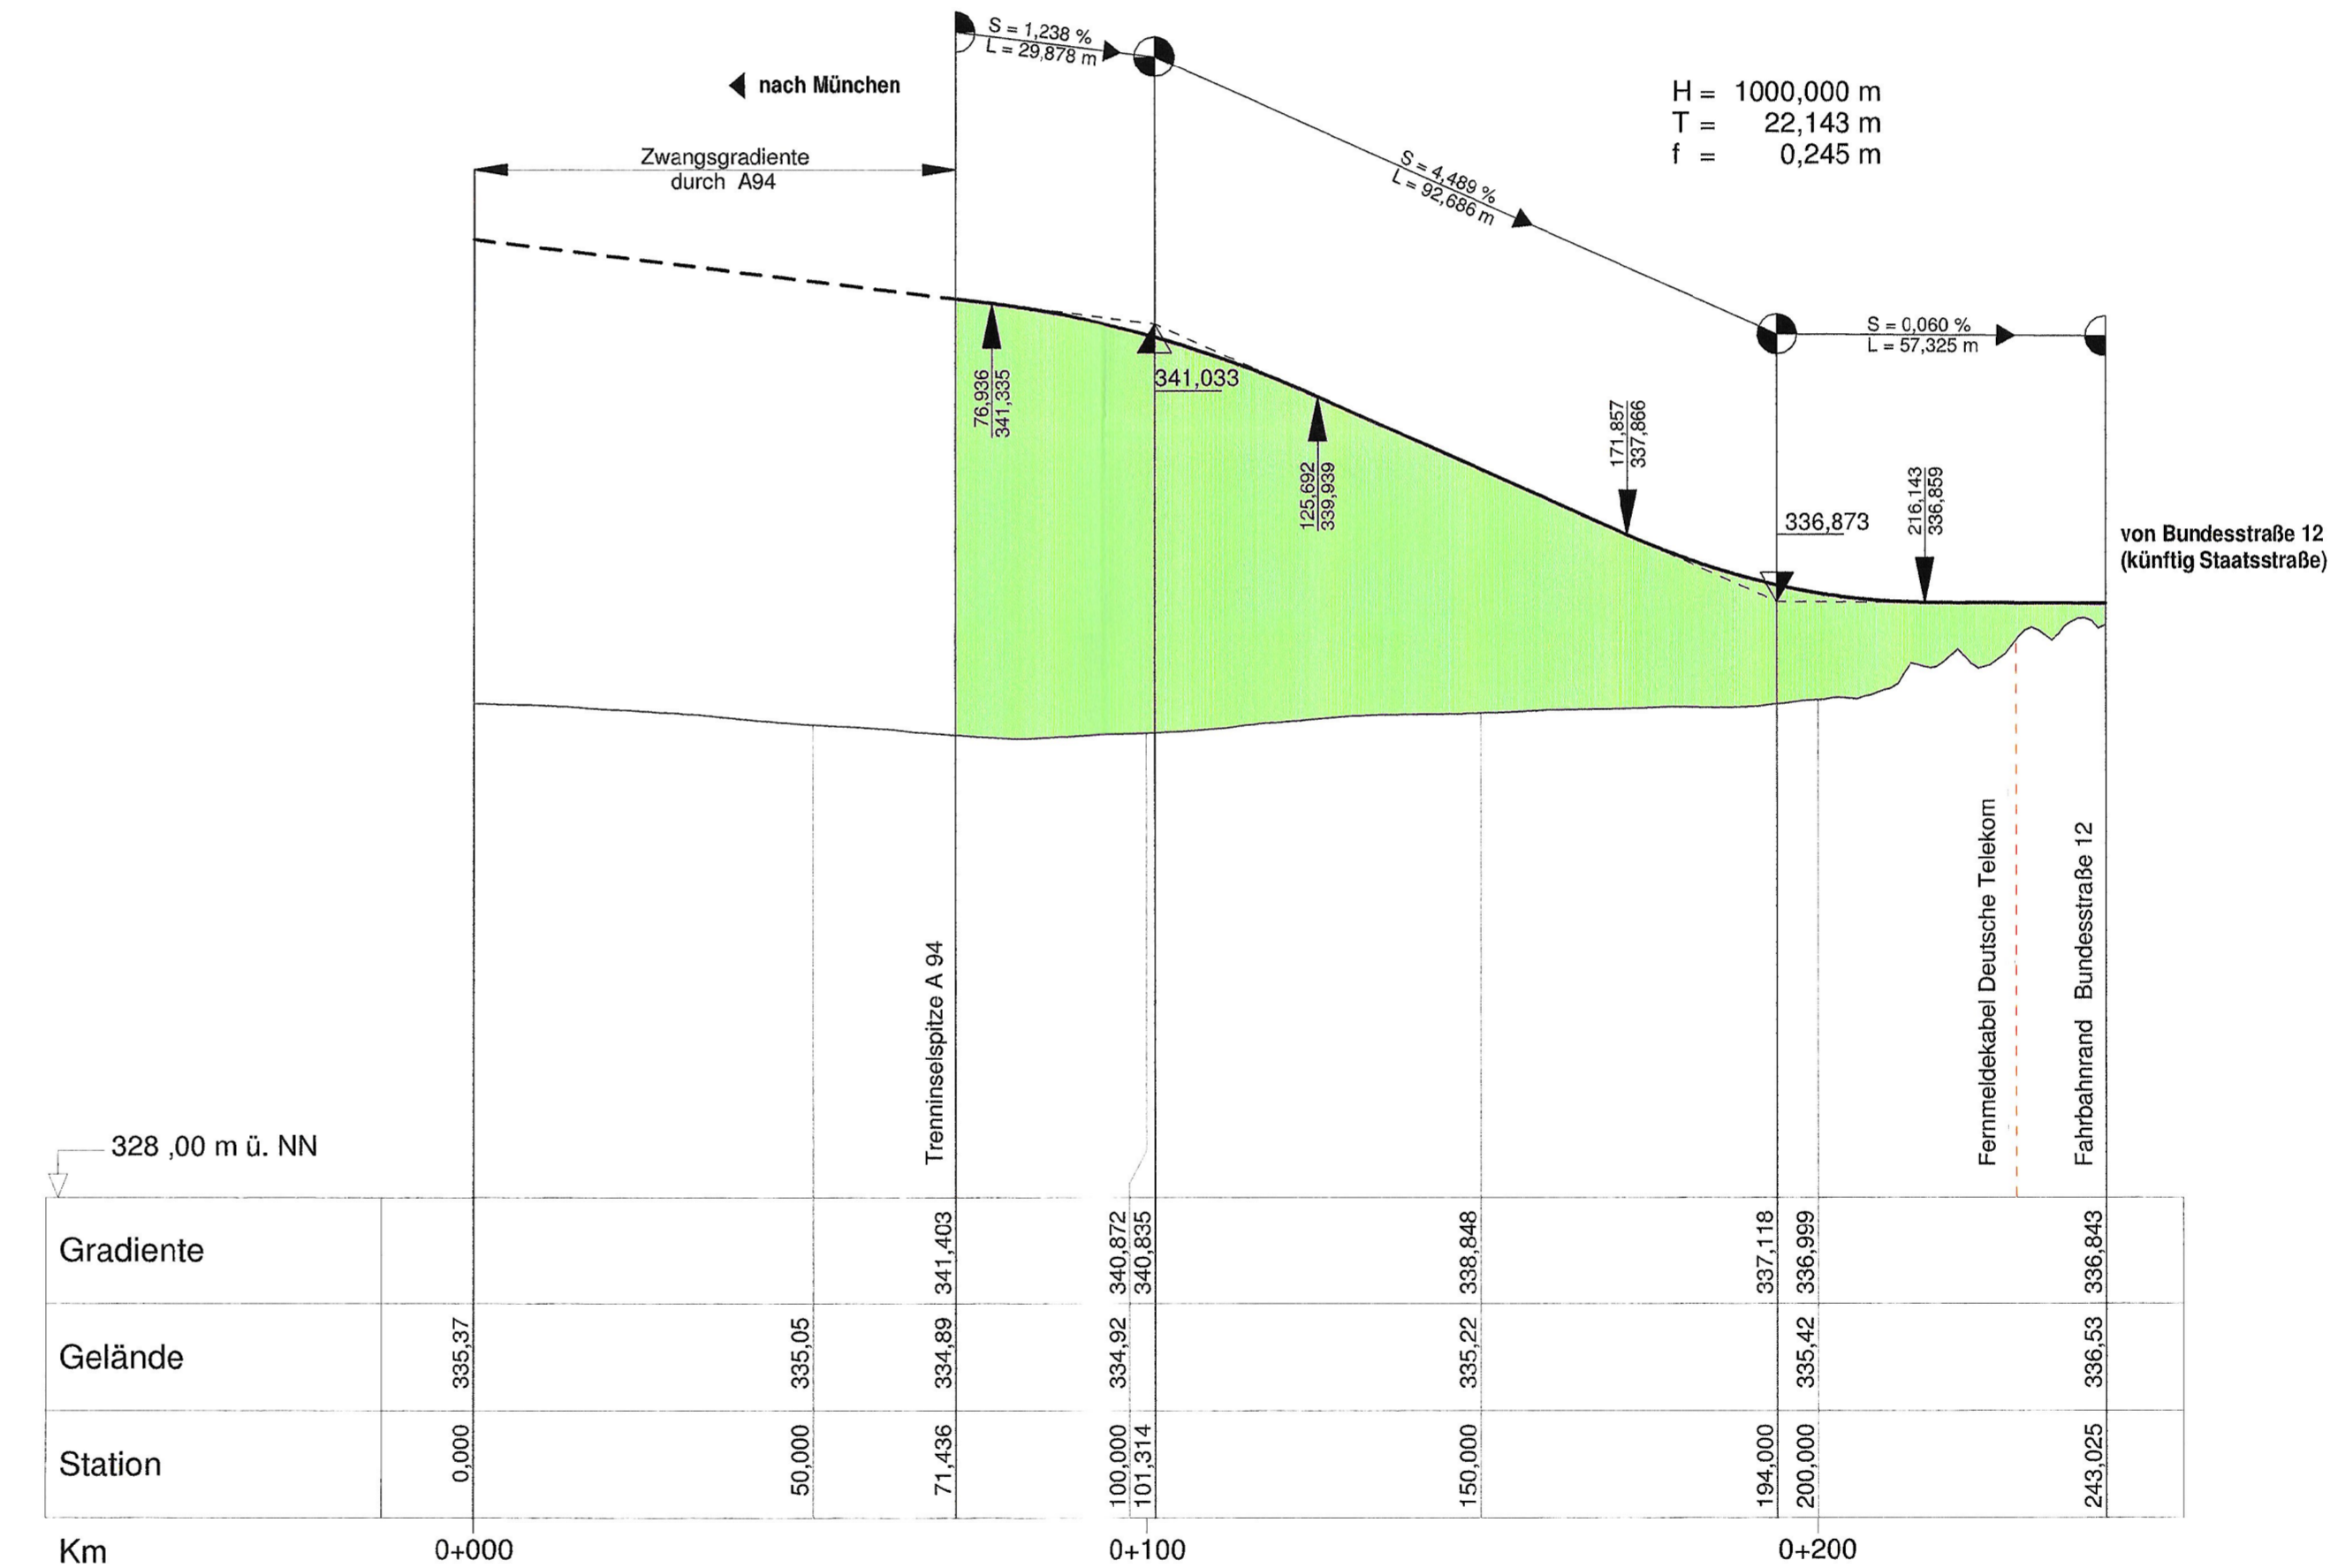 S = 1,238 %
L = 29,878 m
nach München
H = 1000,000 m
T = 22,143 m
f = 0,245 m
Zwangsgradiente
durch A94
S = 4,489 %
L = 92,686 m
S = 0,060 %
L = 57,325 m
76,936
341,335
341,033
125,692
339,939
171,857
337,866
336,873
216,143
336,859
von Bundesstraße 12
(künftig Staatsstraße)
Trenninselspitze A 94
Fernmeldekabel Deutsche Telekom
Fahrbahnrand Bundesstraße 12
328 ,00 m ü. NN
Gradiente 341,403 340,872 340,835 338,848 337,118 336,999 336,843
Gelände 335,37 335,05 334,89 334,92 335,22 335,42 336,53
Station 0,000 50,000 71,436 100,000 101,314 150,000 194,000 200,000 243,025
Km 0+000 0+100 0+200